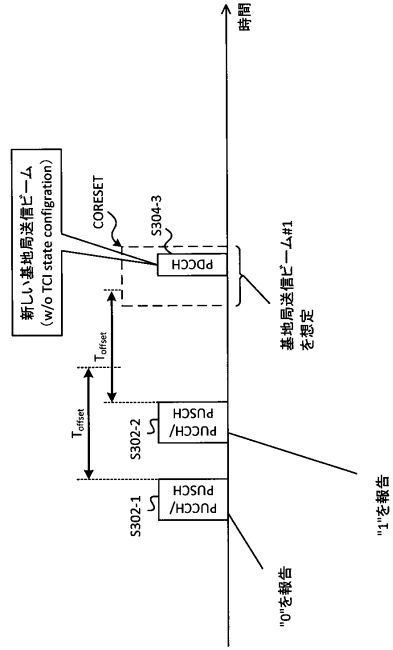 新しい基地局送信ビーム
(w/o TCI state configration)
CORESET
S304-3
PDCCH
Toffset
Toffset
S302-2
PUCCH/
PUSCH
S302-1
PUCCH/
PUSCH
時間
基地局送信ビーム#1
を想定
"1"を報告
"0"を報告